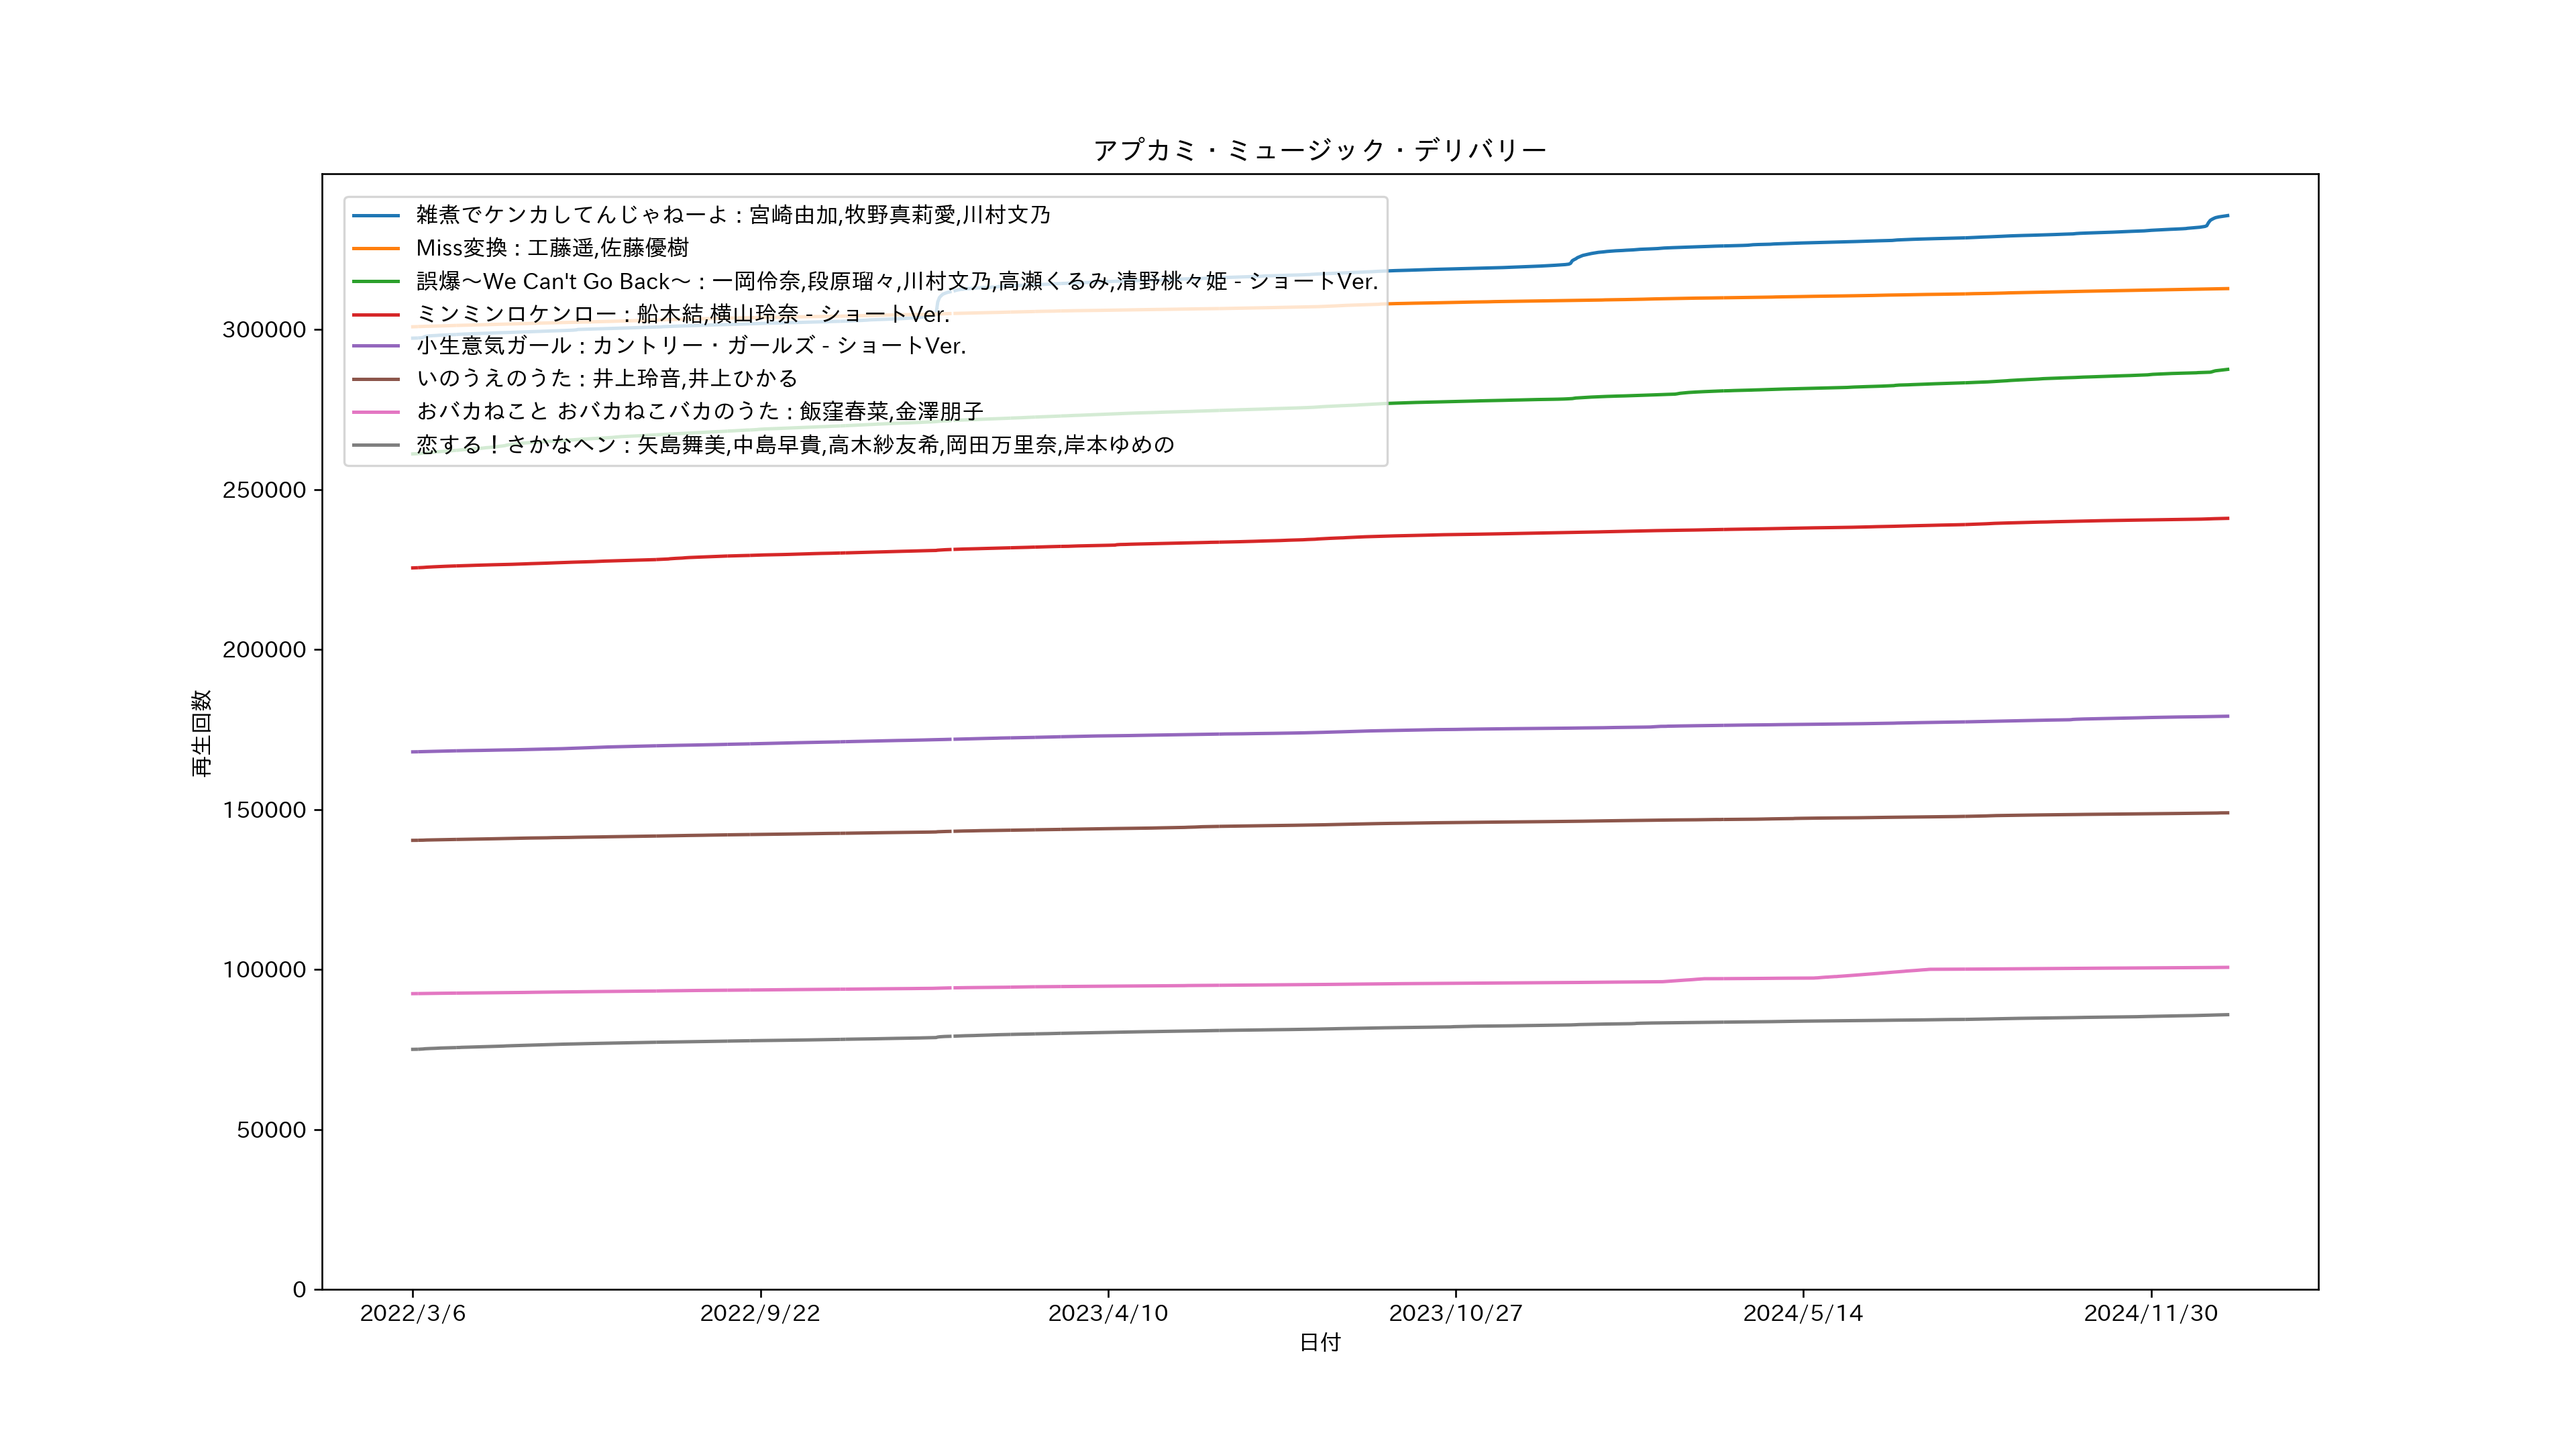 アプカミ・ミュージック・デリバリー
雑煮でケンカしてんじゃねーよ : 宮崎由加,牧野真莉愛,川村文乃
Miss変換 : 工藤遥,佐藤優樹
誤爆～We Can't Go Back～ : 一岡伶奈,段原瑠々,川村文乃,高瀬くるみ,清野桃々姫 - ショートVer.
ミンミンロケンロー : 船木結,横山玲奈 - ショートVer.
小生意気ガール : カントリー・ガールズ - ショートVer.
いのうえのうた : 井上玲音,井上ひかる
おバカねこと おバカねこバカのうた : 飯窪春菜,金澤朋子
恋する！さかなヘン : 矢島舞美,中島早貴,高木紗友希,岡田万里奈,岸本ゆめの
再生回数
300000
250000
200000
150000
100000
50000
0
2022/3/6 2022/9/22 2023/4/10 2023/10/27 2024/5/14 2024/11/30
日付